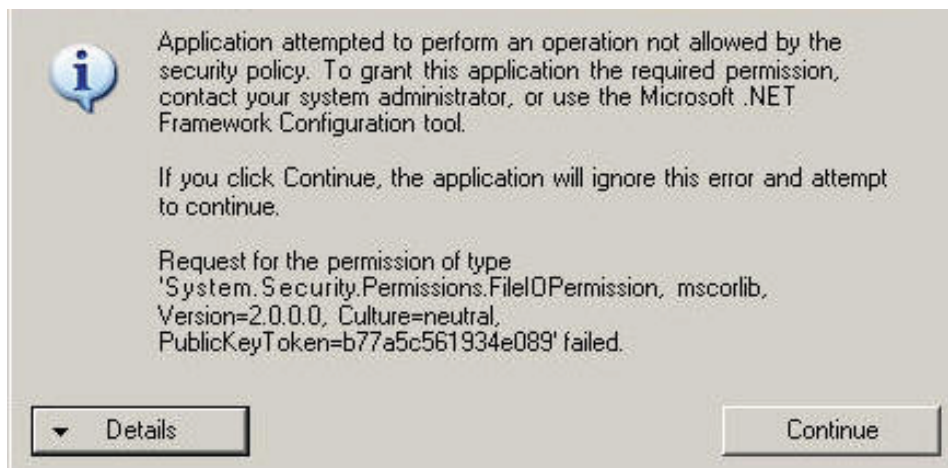 Application attempted to perform an operation not allowed by the
security policy. To grant this application the required permission,
contact your system administrator, or use the Microsoft .NET
Framework Configuration tool.
If you click Continue, the application will ignore this error and attempt
to continue.
Request for the permission of type
'System.Security.Permissions.FileIOPermission, mscorlib,
Version=2.0.0.0, Culture=neutral,
PublicKeyToken=b77a5c561934e089' failed.
Details
Continue